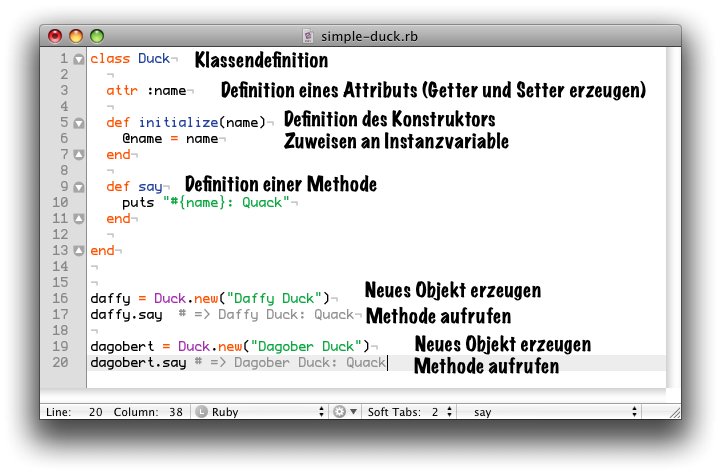 simple-duck.rb
1 class Duck¬ Klassendefinition
2 ¬
3 attr :name¬ Definition eines Attributs (Getter und Setter erzeugen)
4 ¬
5 def initialize(name)¬ Definition des Konstruktors
6 @name = name¬ Zuweisen an Instanzvariable
7 end¬
8 ¬
9 def say¬ Definition einer Methode
10 puts "#{name}: Quack"¬
11 end¬
12 ¬
13 end¬
14 ¬
15 ¬
16 daffy = Duck.new("Daffy Duck")¬ Neues Objekt erzeugen
17 daffy.say # => Daffy Duck: Quack¬ Methode aufrufen
18 ¬
19 dagobert = Duck.new("Dagober Duck")¬ Neues Objekt erzeugen
20 dagobert.say # => Dagober Duck: Quack Methode aufrufen
Line: 20 Column: 38 L Ruby Soft Tabs: 2 say